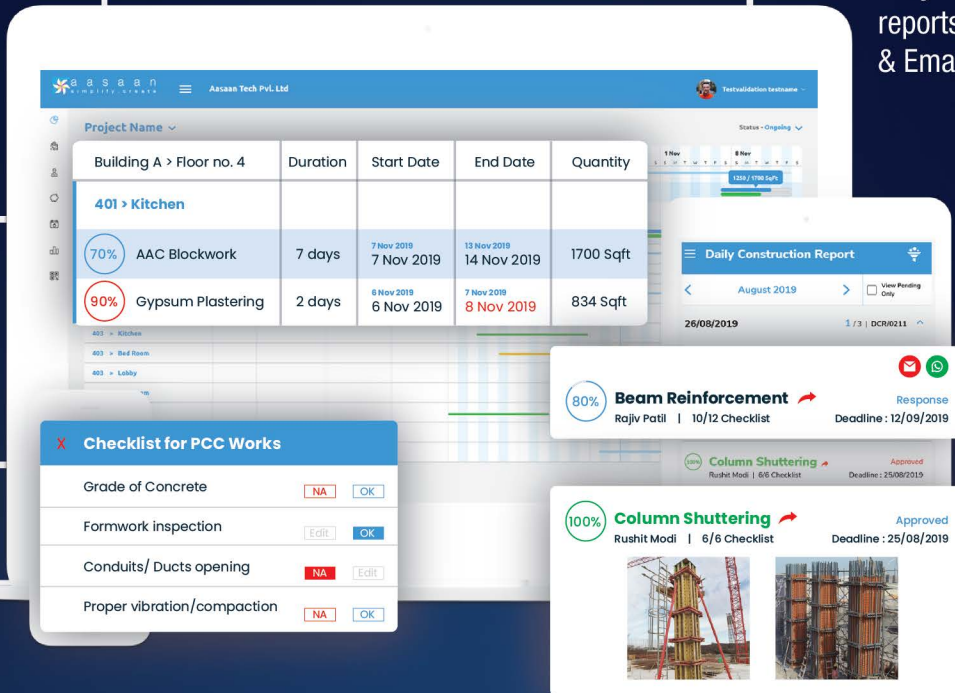 reports
& Ema
aasaan
simplify.create
Aasaan Tech Pvt. Ltd
Testvalidation testname
Project Name
Status - Ongoing
1 Nov
8 Nov
1250 / 1700 SqFt
Building A > Floor no. 4 Duration Start Date End Date Quantity
401 > Kitchen
70% AAC Blockwork 7 days 7 Nov 2019 7 Nov 2019 13 Nov 2019 14 Nov 2019 1700 Sqft
90% Gypsum Plastering 2 days 6 Nov 2019 6 Nov 2019 7 Nov 2019 8 Nov 2019 834 Sqft
403 > Kitchen
403 > Bed Room
403 > Lobby
Daily Construction Report
< August 2019 > View Pending Only
26/08/2019 1 / 3 | DCR/0211
80% Beam Reinforcement Response
Rajiv Patil | 10/12 Checklist Deadline : 12/09/2019
100% Column Shuttering Approved
Rushit Modi | 6/6 Checklist Deadline : 25/08/2019
100% Column Shuttering Approved
Rushit Modi | 6/6 Checklist Deadline : 25/08/2019
X Checklist for PCC Works
Grade of Concrete NA OK
Formwork inspection Edit OK
Conduits/ Ducts opening NA Edit
Proper vibration/compaction NA OK